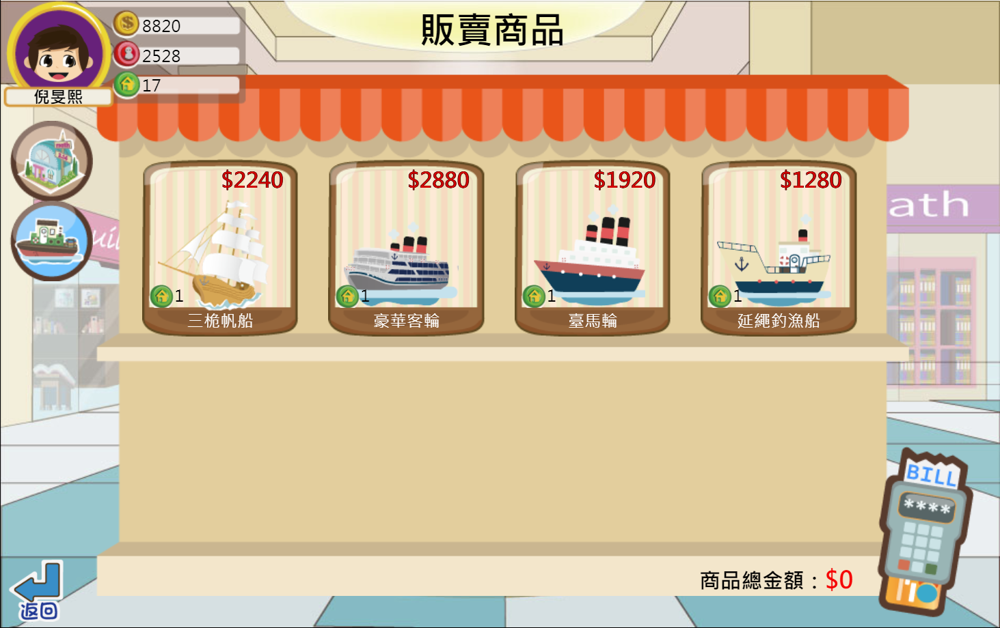 販賣商品
8820
2528
17
倪旻熙
math
$2240
$2880
$1920
$1280
ath
1
1
1
1
三桅帆船
豪華客輪
臺馬輪
延繩釣漁船
BILL
****
商品總金額：$0
返回